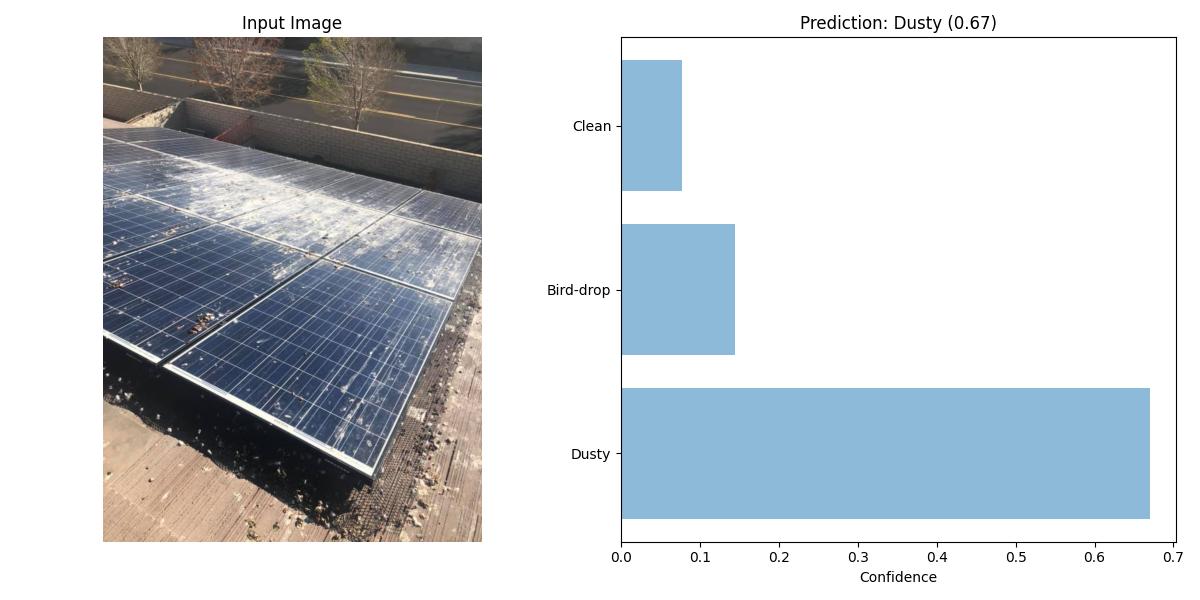 Input Image
Prediction: Dusty (0.67)
Clean
Bird-drop
Dusty
0.0 0.1 0.2 0.3 0.4 0.5 0.6 0.7
Confidence